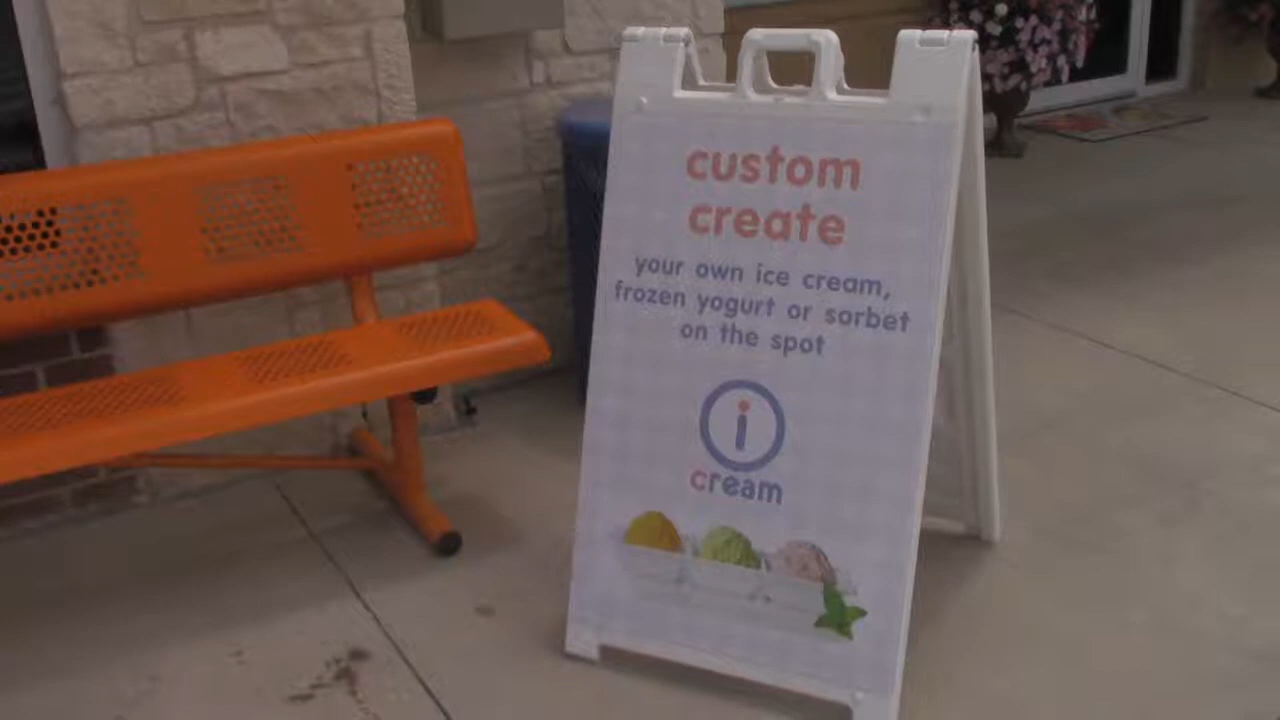 custom
create
your own ice cream,
frozen yogurt or sorbet
on the spot
i
cream